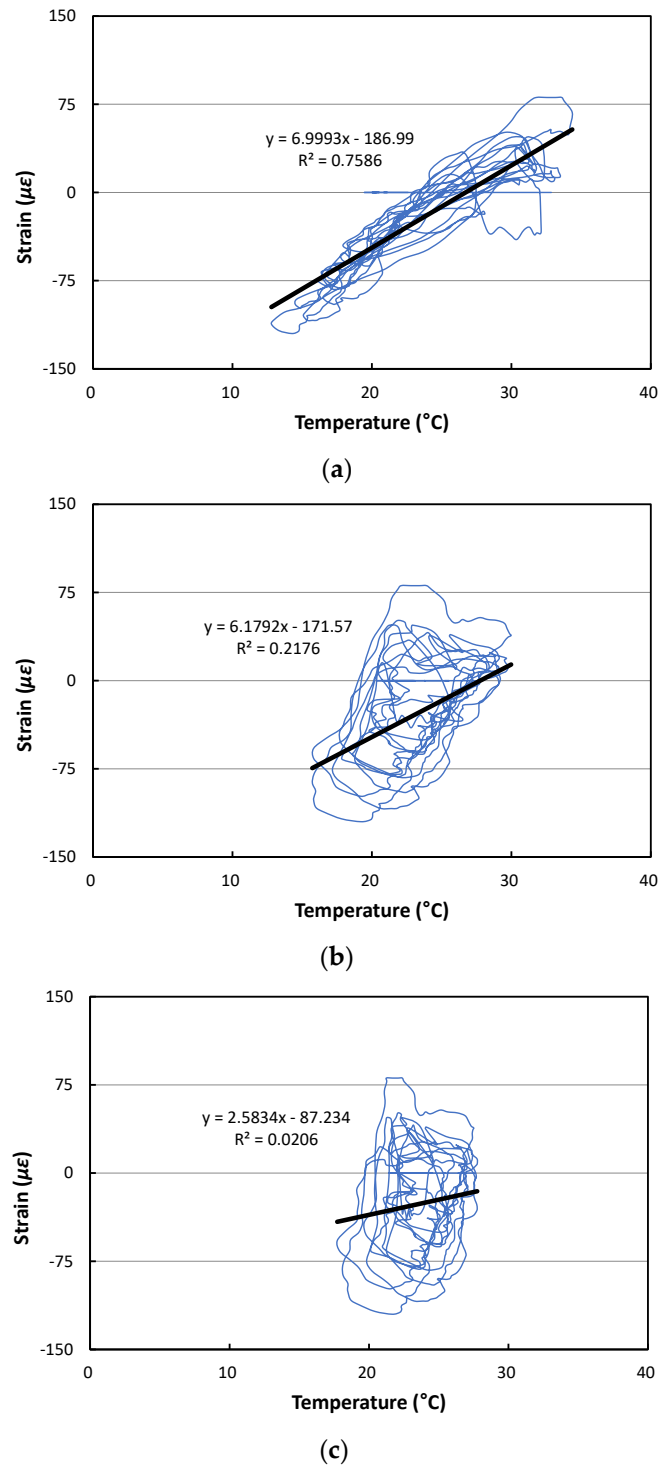 150
75
0
-75
-150
Strain (με)
y = 6.9993x - 186.99
R² = 0.7586
0 10 20 30 40
Temperature (°C)
(a)
150
75
0
-75
-150
Strain (με)
y = 6.1792x - 171.57
R² = 0.2176
0 10 20 30 40
Temperature (°C)
(b)
150
75
0
-75
-150
Strain (με)
y = 2.5834x - 87.234
R² = 0.0206
0 10 20 30 40
Temperature (°C)
(c)